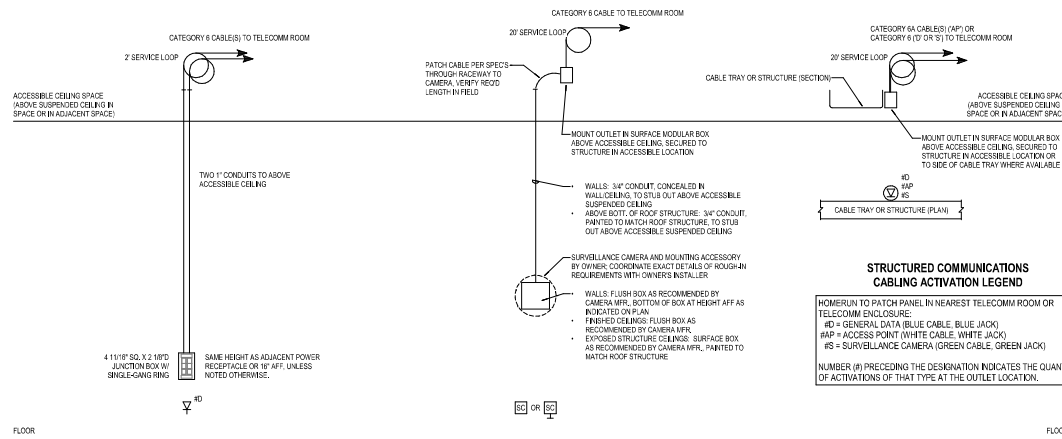 CATEGORY 6 CABLE(S) TO TELECOMM ROOM
2' SERVICE LOOP
ACCESSIBLE CEILING SPACE
(ABOVE SUSPENDED CEILING IN
SPACE OR IN ADJACENT SPACE)
TWO 1" CONDUITS TO ABOVE
ACCESSIBLE CEILING
4 11/16" SQ. X 2 1/8"D
JUNCTION BOX W/
SINGLE-GANG RING
SAME HEIGHT AS ADJACENT POWER
RECEPTACLE OR 16" AFF, UNLESS
NOTED OTHERWISE.
#D
FLOOR
CATEGORY 6 CABLE TO TELECOMM ROOM
20' SERVICE LOOP
PATCH CABLE PER SPEC'S
THROUGH RACEWAY TO
CAMERA, VERIFY REQ'D
LENGTH IN FIELD
MOUNT OUTLET IN SURFACE MODULAR BOX
ABOVE ACCESSIBLE CEILING, SECURED TO
STRUCTURE IN ACCESSIBLE LOCATION
• WALLS: 3/4" CONDUIT, CONCEALED IN
WALL/CEILING, TO STUB OUT ABOVE ACCESSIBLE
SUSPENDED CEILING
• ABOVE BOTT. OF ROOF STRUCTURE: 3/4" CONDUIT,
PAINTED TO MATCH ROOF STRUCTURE, TO STUB
OUT ABOVE ACCESSIBLE SUSPENDED CEILING
SURVEILLANCE CAMERA AND MOUNTING ACCESSORY
BY OWNER; COORDINATE EXACT DETAILS OF ROUGH-IN
REQUIREMENTS WITH OWNER'S INSTALLER
• WALLS: FLUSH BOX AS RECOMMENDED BY
CAMERA MFR., BOTTOM OF BOX AT HEIGHT AFF AS
INDICATED ON PLAN
• FINISHED CEILINGS: FLUSH BOX AS
RECOMMENDED BY CAMERA MFR.
• EXPOSED STRUCTURE CEILINGS: SURFACE BOX
AS RECOMMENDED BY CAMERA MFR., PAINTED TO
MATCH ROOF STRUCTURE
SC OR SC
CATEGORY 6A CABLE(S) ('AP') OR
CATEGORY 6 ('D' OR 'S') TO TELECOMM ROOM
20' SERVICE LOOP
CABLE TRAY OR STRUCTURE (SECTION)
ACCESSIBLE CEILING SPAC
(ABOVE SUSPENDED CEILING
SPACE OR IN ADJACENT SPAC
MOUNT OUTLET IN SURFACE MODULAR BOX
ABOVE ACCESSIBLE CEILING, SECURED TO
STRUCTURE IN ACCESSIBLE LOCATION OR
TO SIDE OF CABLE TRAY WHERE AVAILABLE
#D
#AP
#S
CABLE TRAY OR STRUCTURE (PLAN)
STRUCTURED COMMUNICATIONS
CABLING ACTIVATION LEGEND
HOMERUN TO PATCH PANEL IN NEAREST TELECOMM ROOM OR
TELECOMM ENCLOSURE:
#D = GENERAL DATA (BLUE CABLE, BLUE JACK)
#AP = ACCESS POINT (WHITE CABLE, WHITE JACK)
#S = SURVEILLANCE CAMERA (GREEN CABLE, GREEN JACK)
NUMBER (#) PRECEDING THE DESIGNATION INDICATES THE QUAN
OF ACTIVATIONS OF THAT TYPE AT THE OUTLET LOCATION.
FLOO